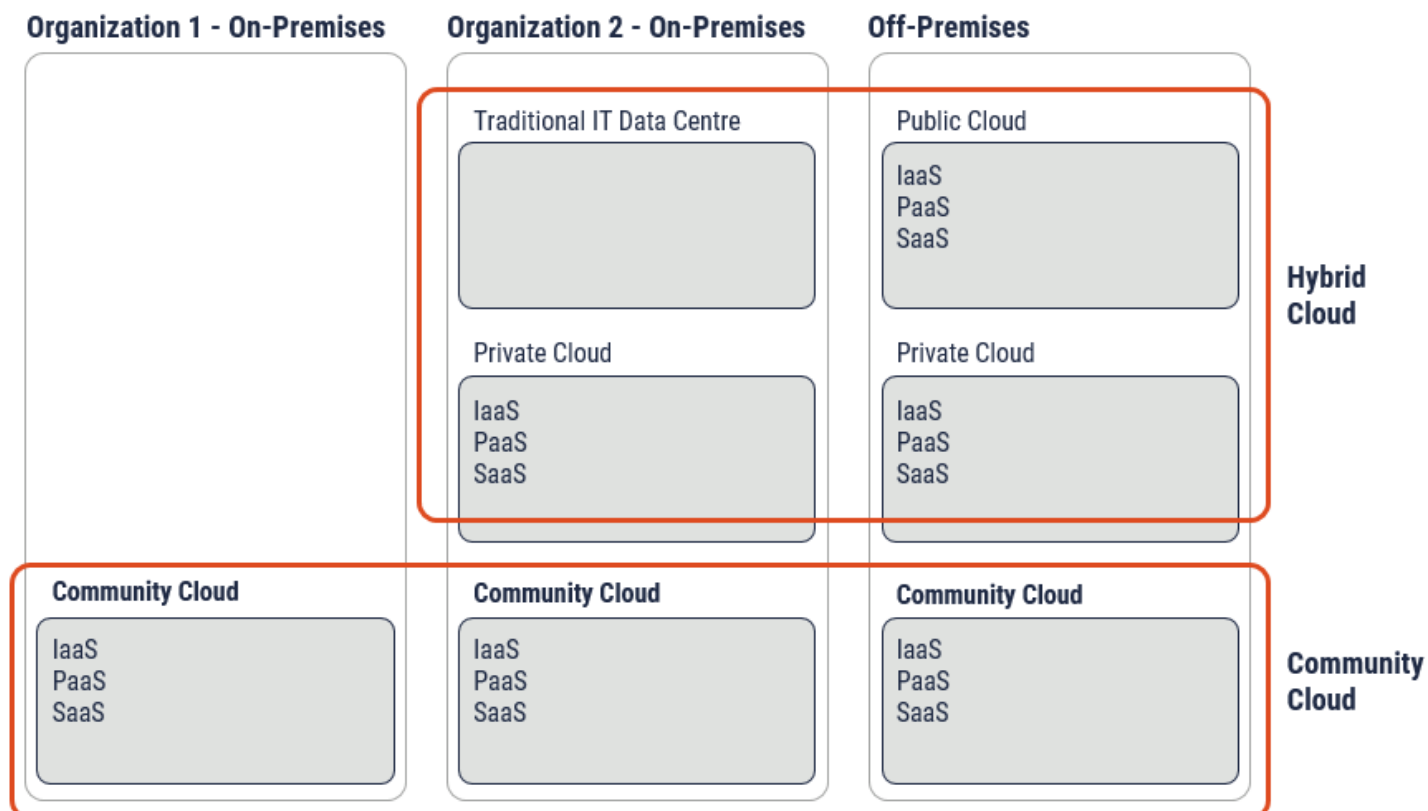 Organization 1 - On-Premises
Organization 2 - On-Premises
Off-Premises
Traditional IT Data Centre
Public Cloud
IaaS
PaaS
SaaS
Hybrid
Cloud
Private Cloud
IaaS
PaaS
SaaS
Private Cloud
IaaS
PaaS
SaaS
Community Cloud
IaaS
PaaS
SaaS
Community Cloud
IaaS
PaaS
SaaS
Community Cloud
IaaS
PaaS
SaaS
Community
Cloud